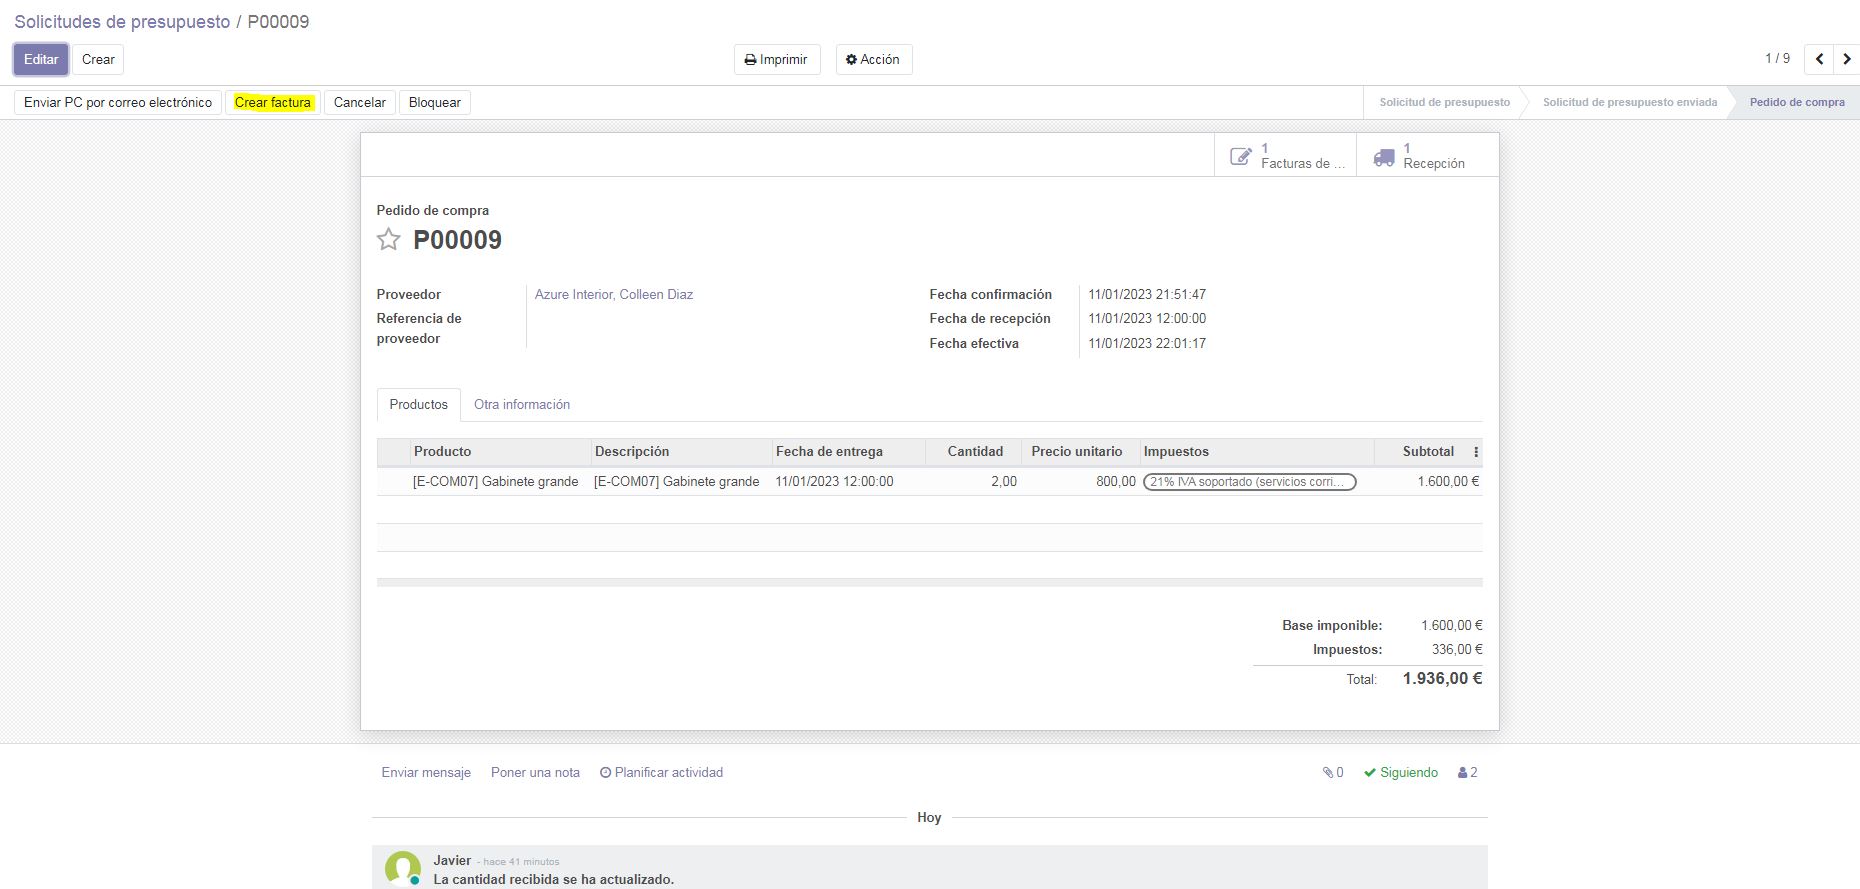 Solicitudes de presupuesto / P00009
Editar Crear Imprimir Acción 1 / 9
Enviar PC por correo electrónico Crear factura Cancelar Bloquear Solicitud de presupuesto Solicitud de presupuesto enviada Pedido de compra
1 Facturas de ... 1 Recepción
Pedido de compra
P00009
Proveedor Azure Interior, Colleen Diaz
Referencia de proveedor
Fecha confirmación 11/01/2023 21:51:47
Fecha de recepción 11/01/2023 12:00:00
Fecha efectiva 11/01/2023 22:01:17
Productos Otra información
Producto Descripción Fecha de entrega Cantidad Precio unitario Impuestos Subtotal
[E-COM07] Gabinete grande [E-COM07] Gabinete grande 11/01/2023 12:00:00 2,00 800,00 21% IVA soportado (servicios corri... 1.600,00 €
Base imponible: 1.600,00 €
Impuestos: 336,00 €
Total: 1.936,00 €
Enviar mensaje Poner una nota Planificar actividad 0 Siguiendo 2
Hoy
Javier - hace 41 minutos
La cantidad recibida se ha actualizado.